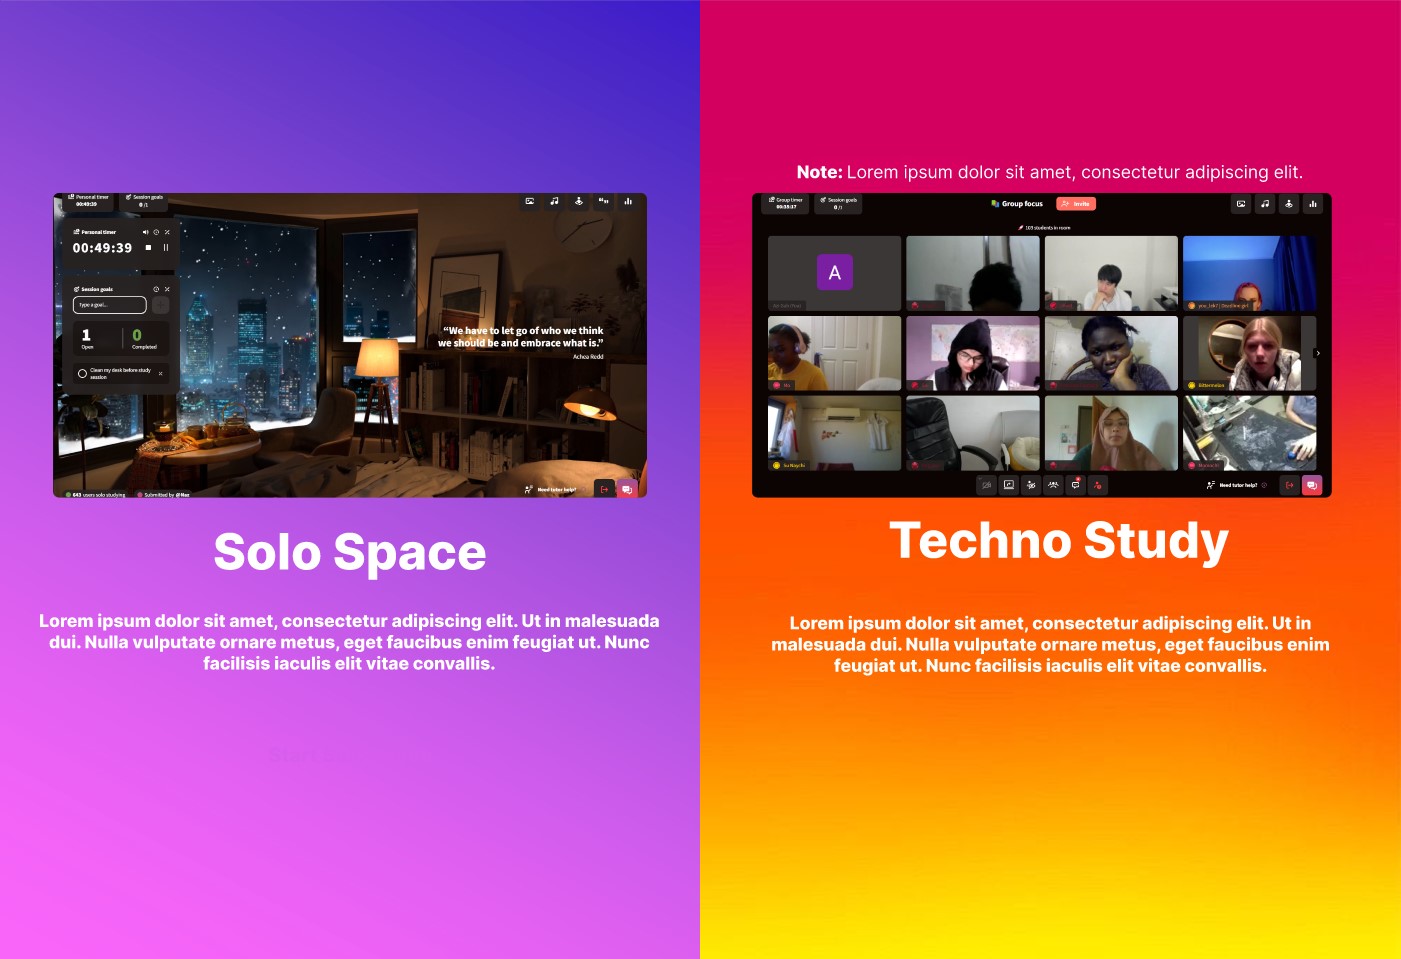 Personal timer
00:49:39
Session goals
0 /1
Personal timer
00:49:39
Session goals
Type a goal...
1
Open
0
Completed
Clean my desk before study
session
“We have to let go of who we think
we should be and embrace what is.”
Achea Redd
643 users solo studying
Submitted by @Naz
Need tutor help?
Solo Space
Lorem ipsum dolor sit amet, consectetur adipiscing elit. Ut in malesuada
dui. Nulla vulputate ornare metus, eget faucibus enim feugiat ut. Nunc
facilisis iaculis elit vitae convallis.
Note: Lorem ipsum dolor sit amet, consectetur adipiscing elit.
Group timer
00:35:17
Session goals
0 /1
Group focus
Invite
103 students in room
A
Bittermelon
Su Nay chi
Need tutor help?
Techno Study
Lorem ipsum dolor sit amet, consectetur adipiscing elit. Ut in
malesuada dui. Nulla vulputate ornare metus, eget faucibus enim
feugiat ut. Nunc facilisis iaculis elit vitae convallis.